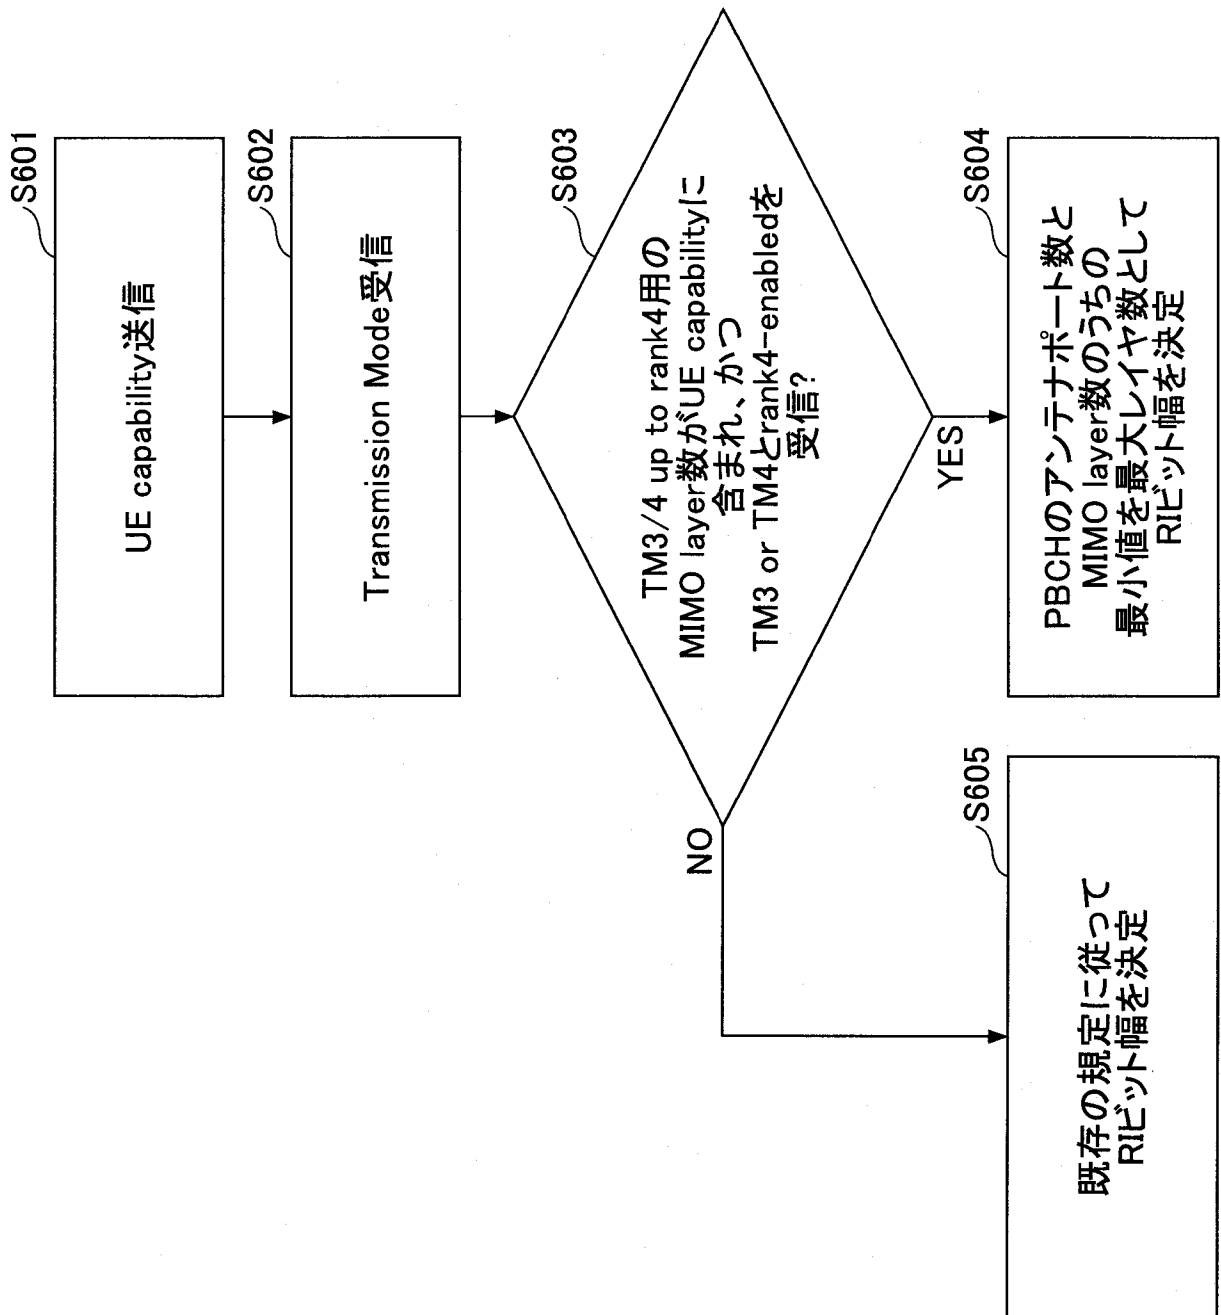 S601
UE capability送信
S602
Transmission Mode受信
S603
TM3/4 up to rank4用の
MIMO layer数がUE capabilityに
含まれ、かつ
TM3 or TM4とrank4-enabledを
受信?
YES
S604
PBCHのアンテナポート数と
MIMO layer数のうちの
最小値を最大レイヤ数として
RIビット幅を決定
NO
S605
既存の規定に従って
RIビット幅を決定